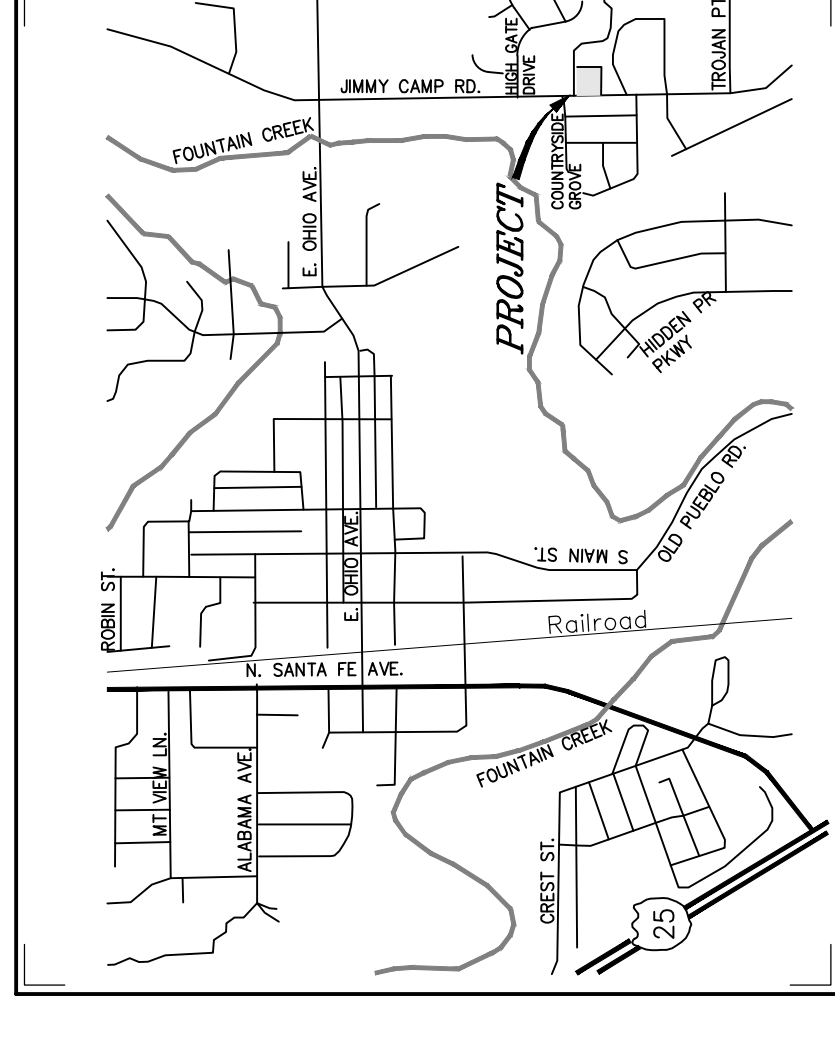 HIGH GATE
DRIVE
TROJAN PT
JIMMY CAMP RD.
FOUNTAIN CREEK
COUNTRYSIDE
GROVE
E. OHIO AVE.
PROJECT
HIDDEN PR
PKWY
OLD PUEBLO RD.
S MAIN ST.
E. OHIO AVE.
ROBIN ST.
Railroad
N. SANTA FE AVE.
FOUNTAIN CREEK
MT VIEW LN.
ALABAMA AVE.
CREST ST.
25